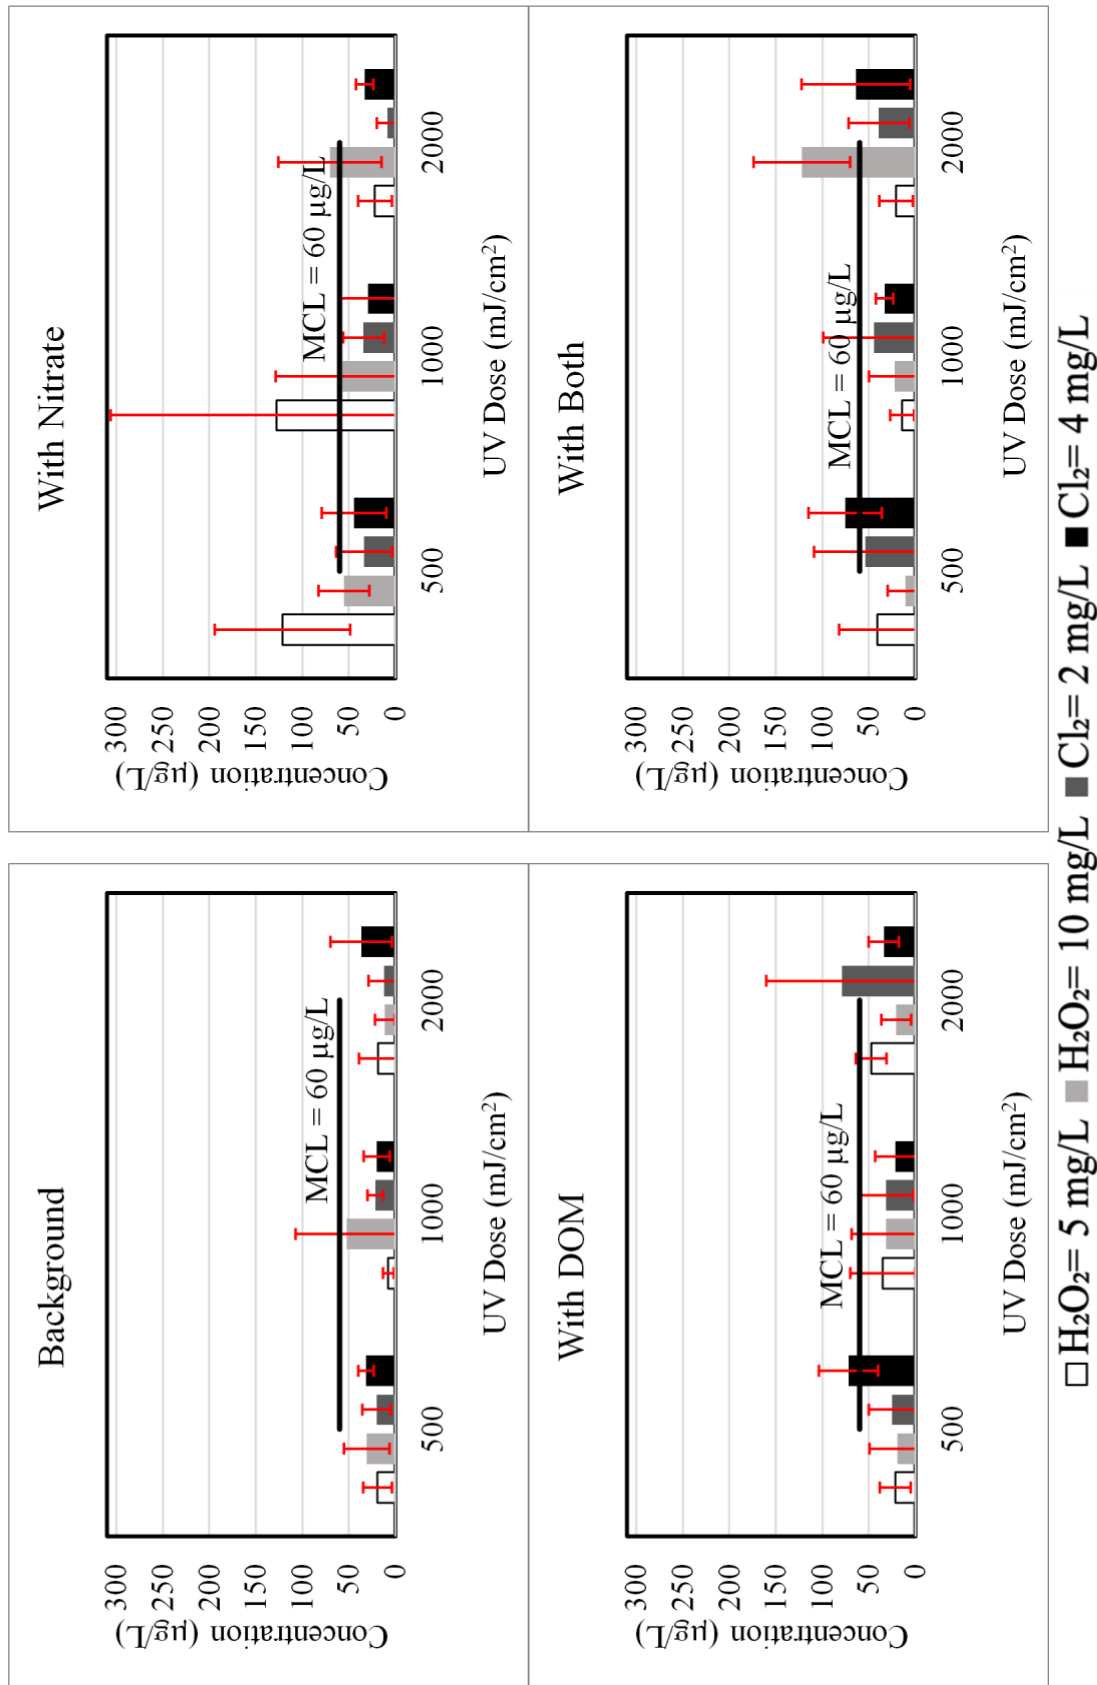 Background
Concentration (µg/L)
300
250
200
150
100
50
0
MCL = 60 µg/L
500
1000
2000
UV Dose (mJ/cm²)
With Nitrate
Concentration (µg/L)
300
250
200
150
100
50
0
MCL = 60 µg/L
500
1000
2000
UV Dose (mJ/cm²)
With DOM
Concentration (µg/L)
300
250
200
150
100
50
0
MCL = 60 µg/L
500
1000
2000
UV Dose (mJ/cm²)
With Both
Concentration (µg/L)
300
250
200
150
100
50
0
MCL = 60 µg/L
500
1000
2000
UV Dose (mJ/cm²)
H₂O₂= 5 mg/L H₂O₂= 10 mg/L Cl₂= 2 mg/L Cl₂= 4 mg/L